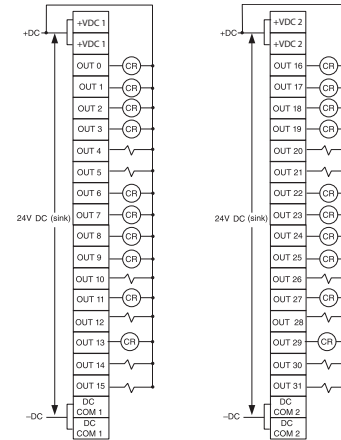 +VDC 1
+DC
+VDC 1
OUT 0 CR
OUT 1 CR
OUT 2 CR
OUT 3 CR
OUT 4
OUT 5
OUT 6 CR
24V DC (sink) OUT 7 CR
OUT 8 CR
OUT 9 CR
OUT 10
OUT 11 CR
OUT 12
OUT 13 CR
OUT 14
OUT 15
DC
COM 1
–DC
DC
COM 1
+VDC 2
+DC
+VDC 2
OUT 16 CR
OUT 17 CR
OUT 18 CR
OUT 19 CR
OUT 20
OUT 21
OUT 22 CR
24V DC (sink) OUT 23 CR
OUT 24 CR
OUT 25 CR
OUT 26
OUT 27 CR
OUT 28
OUT 29 CR
OUT 30
OUT 31
DC
COM 2
–DC
DC
COM 2